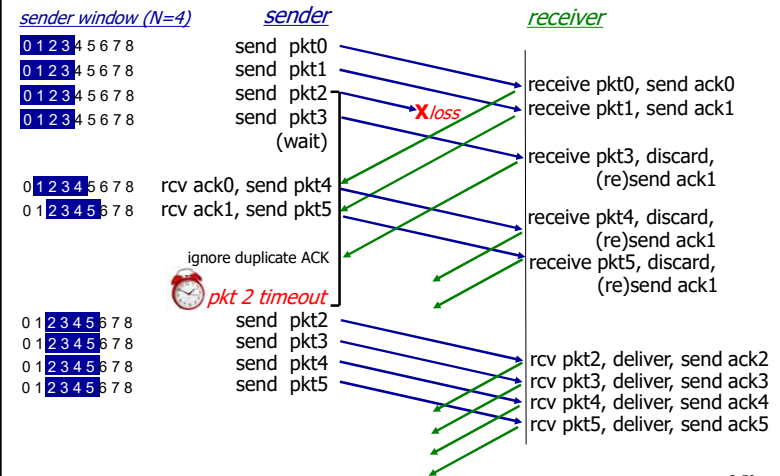 sender window (N=4)
sender
receiver
0 1 2 3 4 5 6 7 8
send pkt0
0 1 2 3 4 5 6 7 8
send pkt1
0 1 2 3 4 5 6 7 8
send pkt2
0 1 2 3 4 5 6 7 8
send pkt3
(wait)
X loss
receive pkt0, send ack0
receive pkt1, send ack1
receive pkt3, discard,
(re)send ack1
0 1 2 3 4 5 6 7 8
rcv ack0, send pkt4
0 1 2 3 4 5 6 7 8
rcv ack1, send pkt5
receive pkt4, discard,
(re)send ack1
receive pkt5, discard,
(re)send ack1
ignore duplicate ACK
pkt 2 timeout
0 1 2 3 4 5 6 7 8
send pkt2
0 1 2 3 4 5 6 7 8
send pkt3
0 1 2 3 4 5 6 7 8
send pkt4
0 1 2 3 4 5 6 7 8
send pkt5
rcv pkt2, deliver, send ack2
rcv pkt3, deliver, send ack3
rcv pkt4, deliver, send ack4
rcv pkt5, deliver, send ack5